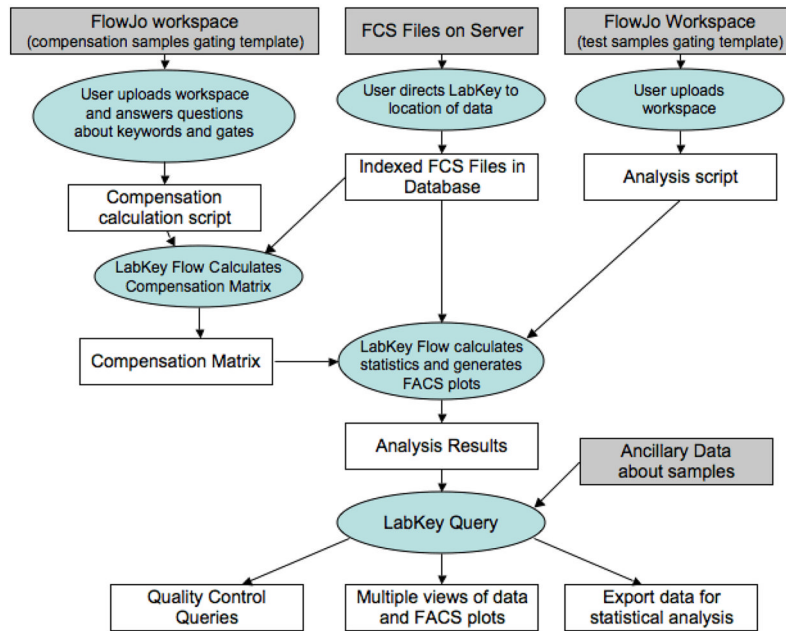 FlowJo workspace
(compensation samples gating template)
FCS Files on Server
FlowJo Workspace
(test samples gating template)
User uploads workspace
and answers questions
about keywords and gates
User directs LabKey to
location of data
User uploads
workspace
Compensation
calculation script
Indexed FCS Files in
Database
Analysis script
LabKey Flow Calculates
Compensation Matrix
Compensation Matrix
LabKey Flow calculates
statistics and generates
FACS plots
Analysis Results
Ancillary Data
about samples
LabKey Query
Quality Control
Queries
Multiple views of data
and FACS plots
Export data for
statistical analysis